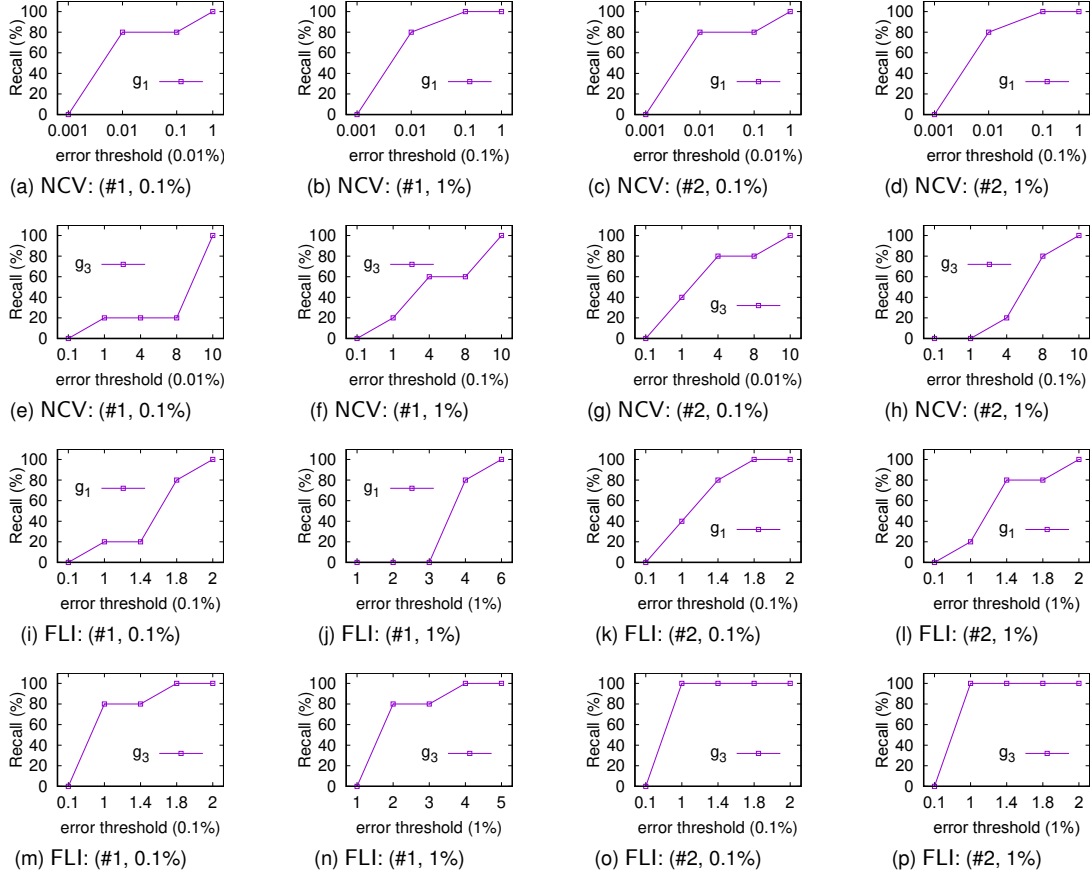 Recall (%)
100
80
60
40
20
0
g1
0.001 0.01 0.1 1
error threshold (0.01%)
(a) NCV: (#1, 0.1%)
Recall (%)
100
80
60
40
20
0
g1
0.001 0.01 0.1 1
error threshold (0.1%)
(b) NCV: (#1, 1%)
Recall (%)
100
80
60
40
20
0
g1
0.001 0.01 0.1 1
error threshold (0.01%)
(c) NCV: (#2, 0.1%)
Recall (%)
100
80
60
40
20
0
g1
0.001 0.01 0.1 1
error threshold (0.1%)
(d) NCV: (#2, 1%)
Recall (%)
100
80
60
40
20
0
g3
0.1 1 4 8 10
error threshold (0.01%)
(e) NCV: (#1, 0.1%)
Recall (%)
100
80
60
40
20
0
g3
0.1 1 4 8 10
error threshold (0.1%)
(f) NCV: (#1, 1%)
Recall (%)
100
80
60
40
20
0
g3
0.1 1 4 8 10
error threshold (0.01%)
(g) NCV: (#2, 0.1%)
Recall (%)
100
80
60
40
20
0
g3
0.1 1 4 8 10
error threshold (0.1%)
(h) NCV: (#2, 1%)
Recall (%)
100
80
60
40
20
0
g1
0.1 1 1.4 1.8 2
error threshold (0.1%)
(i) FLI: (#1, 0.1%)
Recall (%)
100
80
60
40
20
0
g1
1 2 3 4 6
error threshold (1%)
(j) FLI: (#1, 1%)
Recall (%)
100
80
60
40
20
0
g1
0.1 1 1.4 1.8 2
error threshold (0.1%)
(k) FLI: (#2, 0.1%)
Recall (%)
100
80
60
40
20
0
g1
0.1 1 1.4 1.8 2
error threshold (1%)
(l) FLI: (#2, 1%)
Recall (%)
100
80
60
40
20
0
g3
0.1 1 1.4 1.8 2
error threshold (0.1%)
(m) FLI: (#1, 0.1%)
Recall (%)
100
80
60
40
20
0
g3
1 2 3 4 5
error threshold (1%)
(n) FLI: (#1, 1%)
Recall (%)
100
80
60
40
20
0
g3
0.1 1 1.4 1.8 2
error threshold (0.1%)
(o) FLI: (#2, 0.1%)
Recall (%)
100
80
60
40
20
0
g3
0.1 1 1.4 1.8 2
error threshold (1%)
(p) FLI: (#2, 1%)